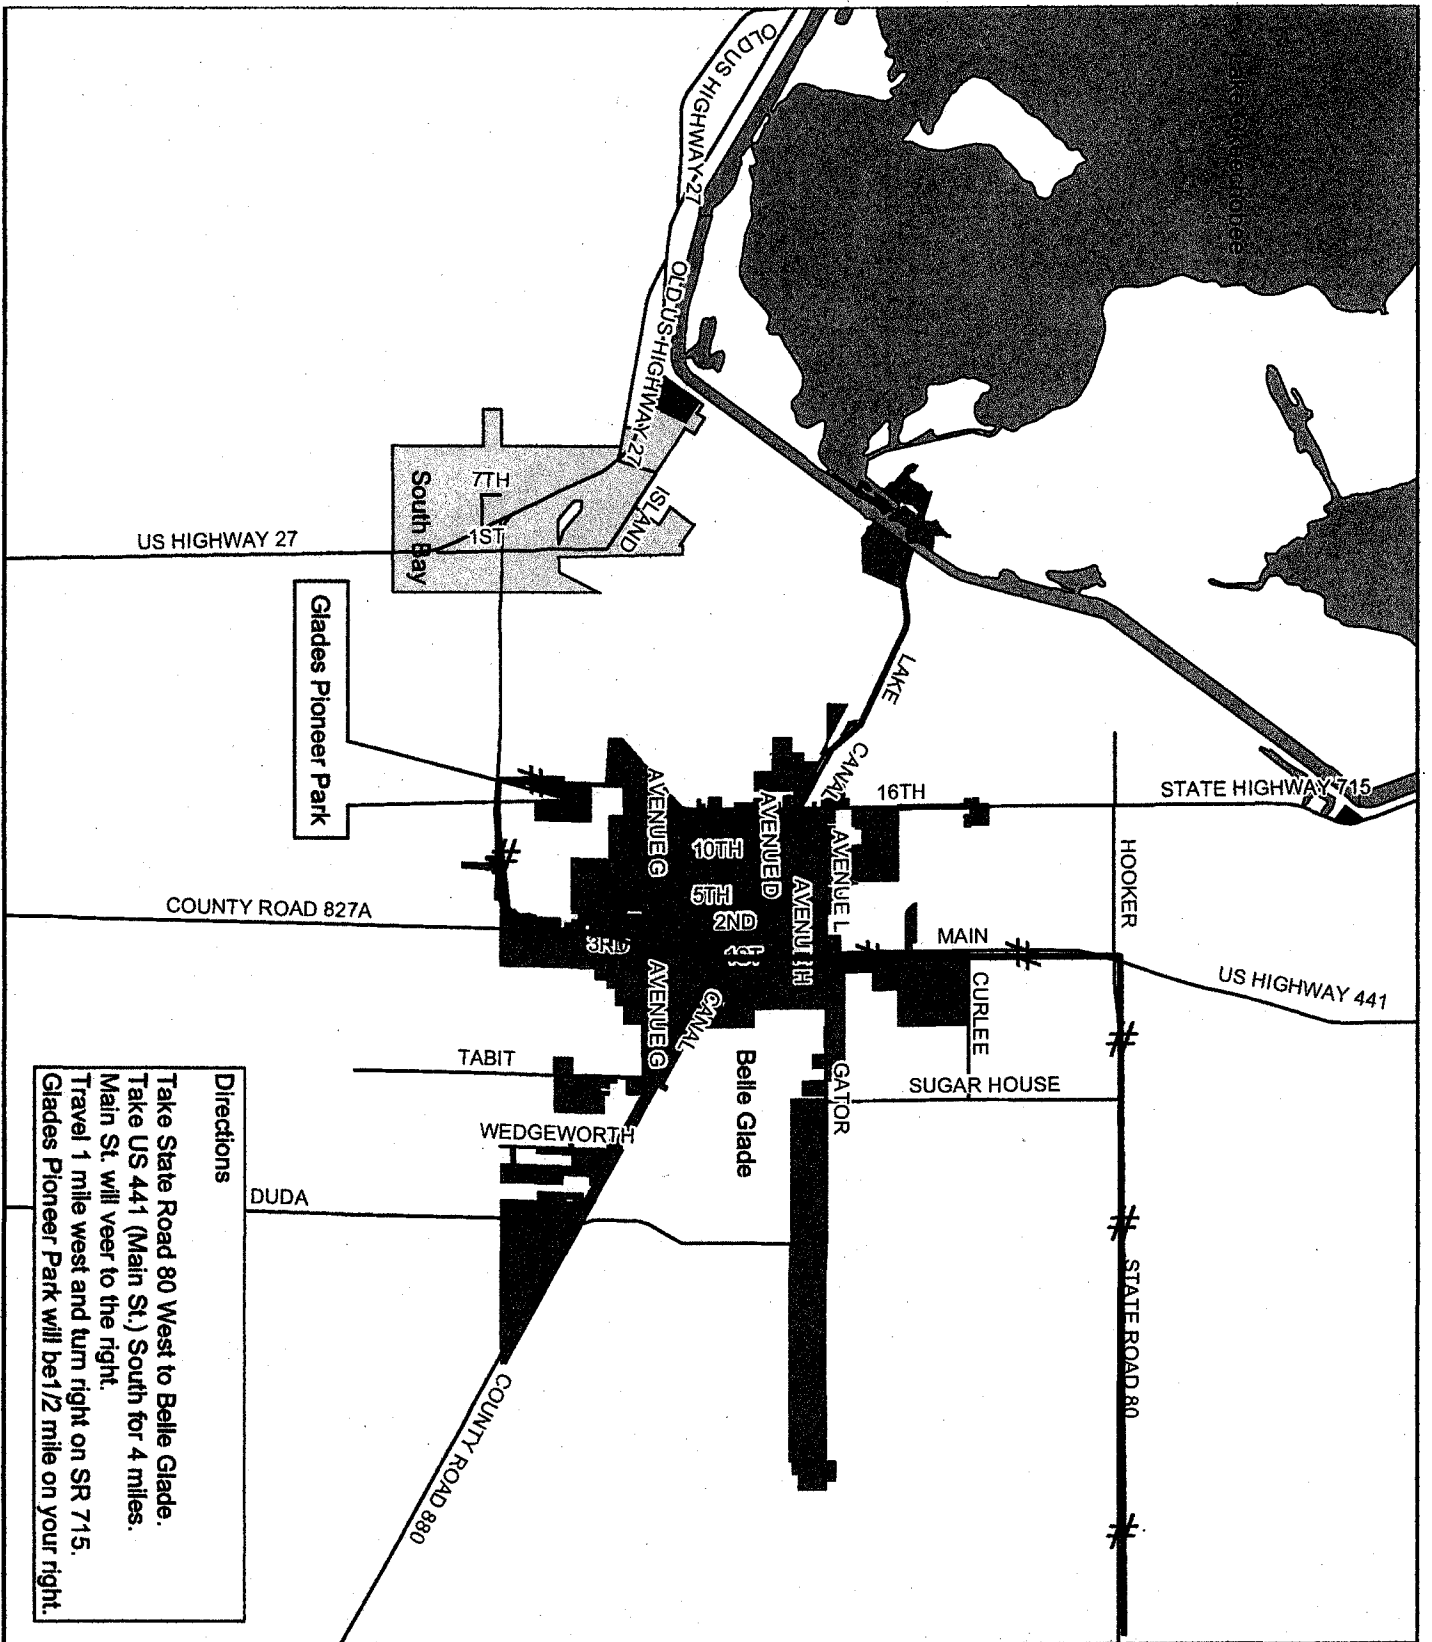 Lake Okeechobee
OLD US HIGHWAY 27
OLD US HIGHWAY 27
STATE HIGHWAY 715
HOOKER
US HIGHWAY 441
LAKE
CANAL
16TH
MAIN
CURLEE
SUGAR HOUSE
STATE ROAD 80
AVENUE L
GATOR
AVENUE D
AVENUE H
10TH
5TH
2ND
1ST
3RD
AVENUE G
AVENUE G
CANAL
Belle Glade
ISLAND
7TH
1ST
South Bay
US HIGHWAY 27
Glades Pioneer Park
COUNTY ROAD 827A
TABIT
WEDGEWORTH
DUDA
COUNTY ROAD 880
Directions
Take State Road 80 West to Belle Glade.
Take US 441 (Main St.) South for 4 miles.
Main St. will veer to the right.
Travel 1 mile west and turn right on SR 715.
Glades Pioneer Park will be1/2 mile on your right.